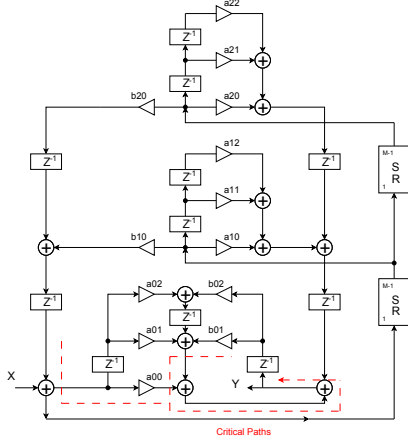 a22
Z-1
a21
Z-1
b20
a20
Z-1
Z-1
M-1
S
R
1
a12
Z-1
a11
Z-1
b10
a10
M-1
S
R
1
a02
b02
Z-1
Z-1
Z-1
a01
b01
Z-1
Z-1
X
a00
Y
Critical Paths